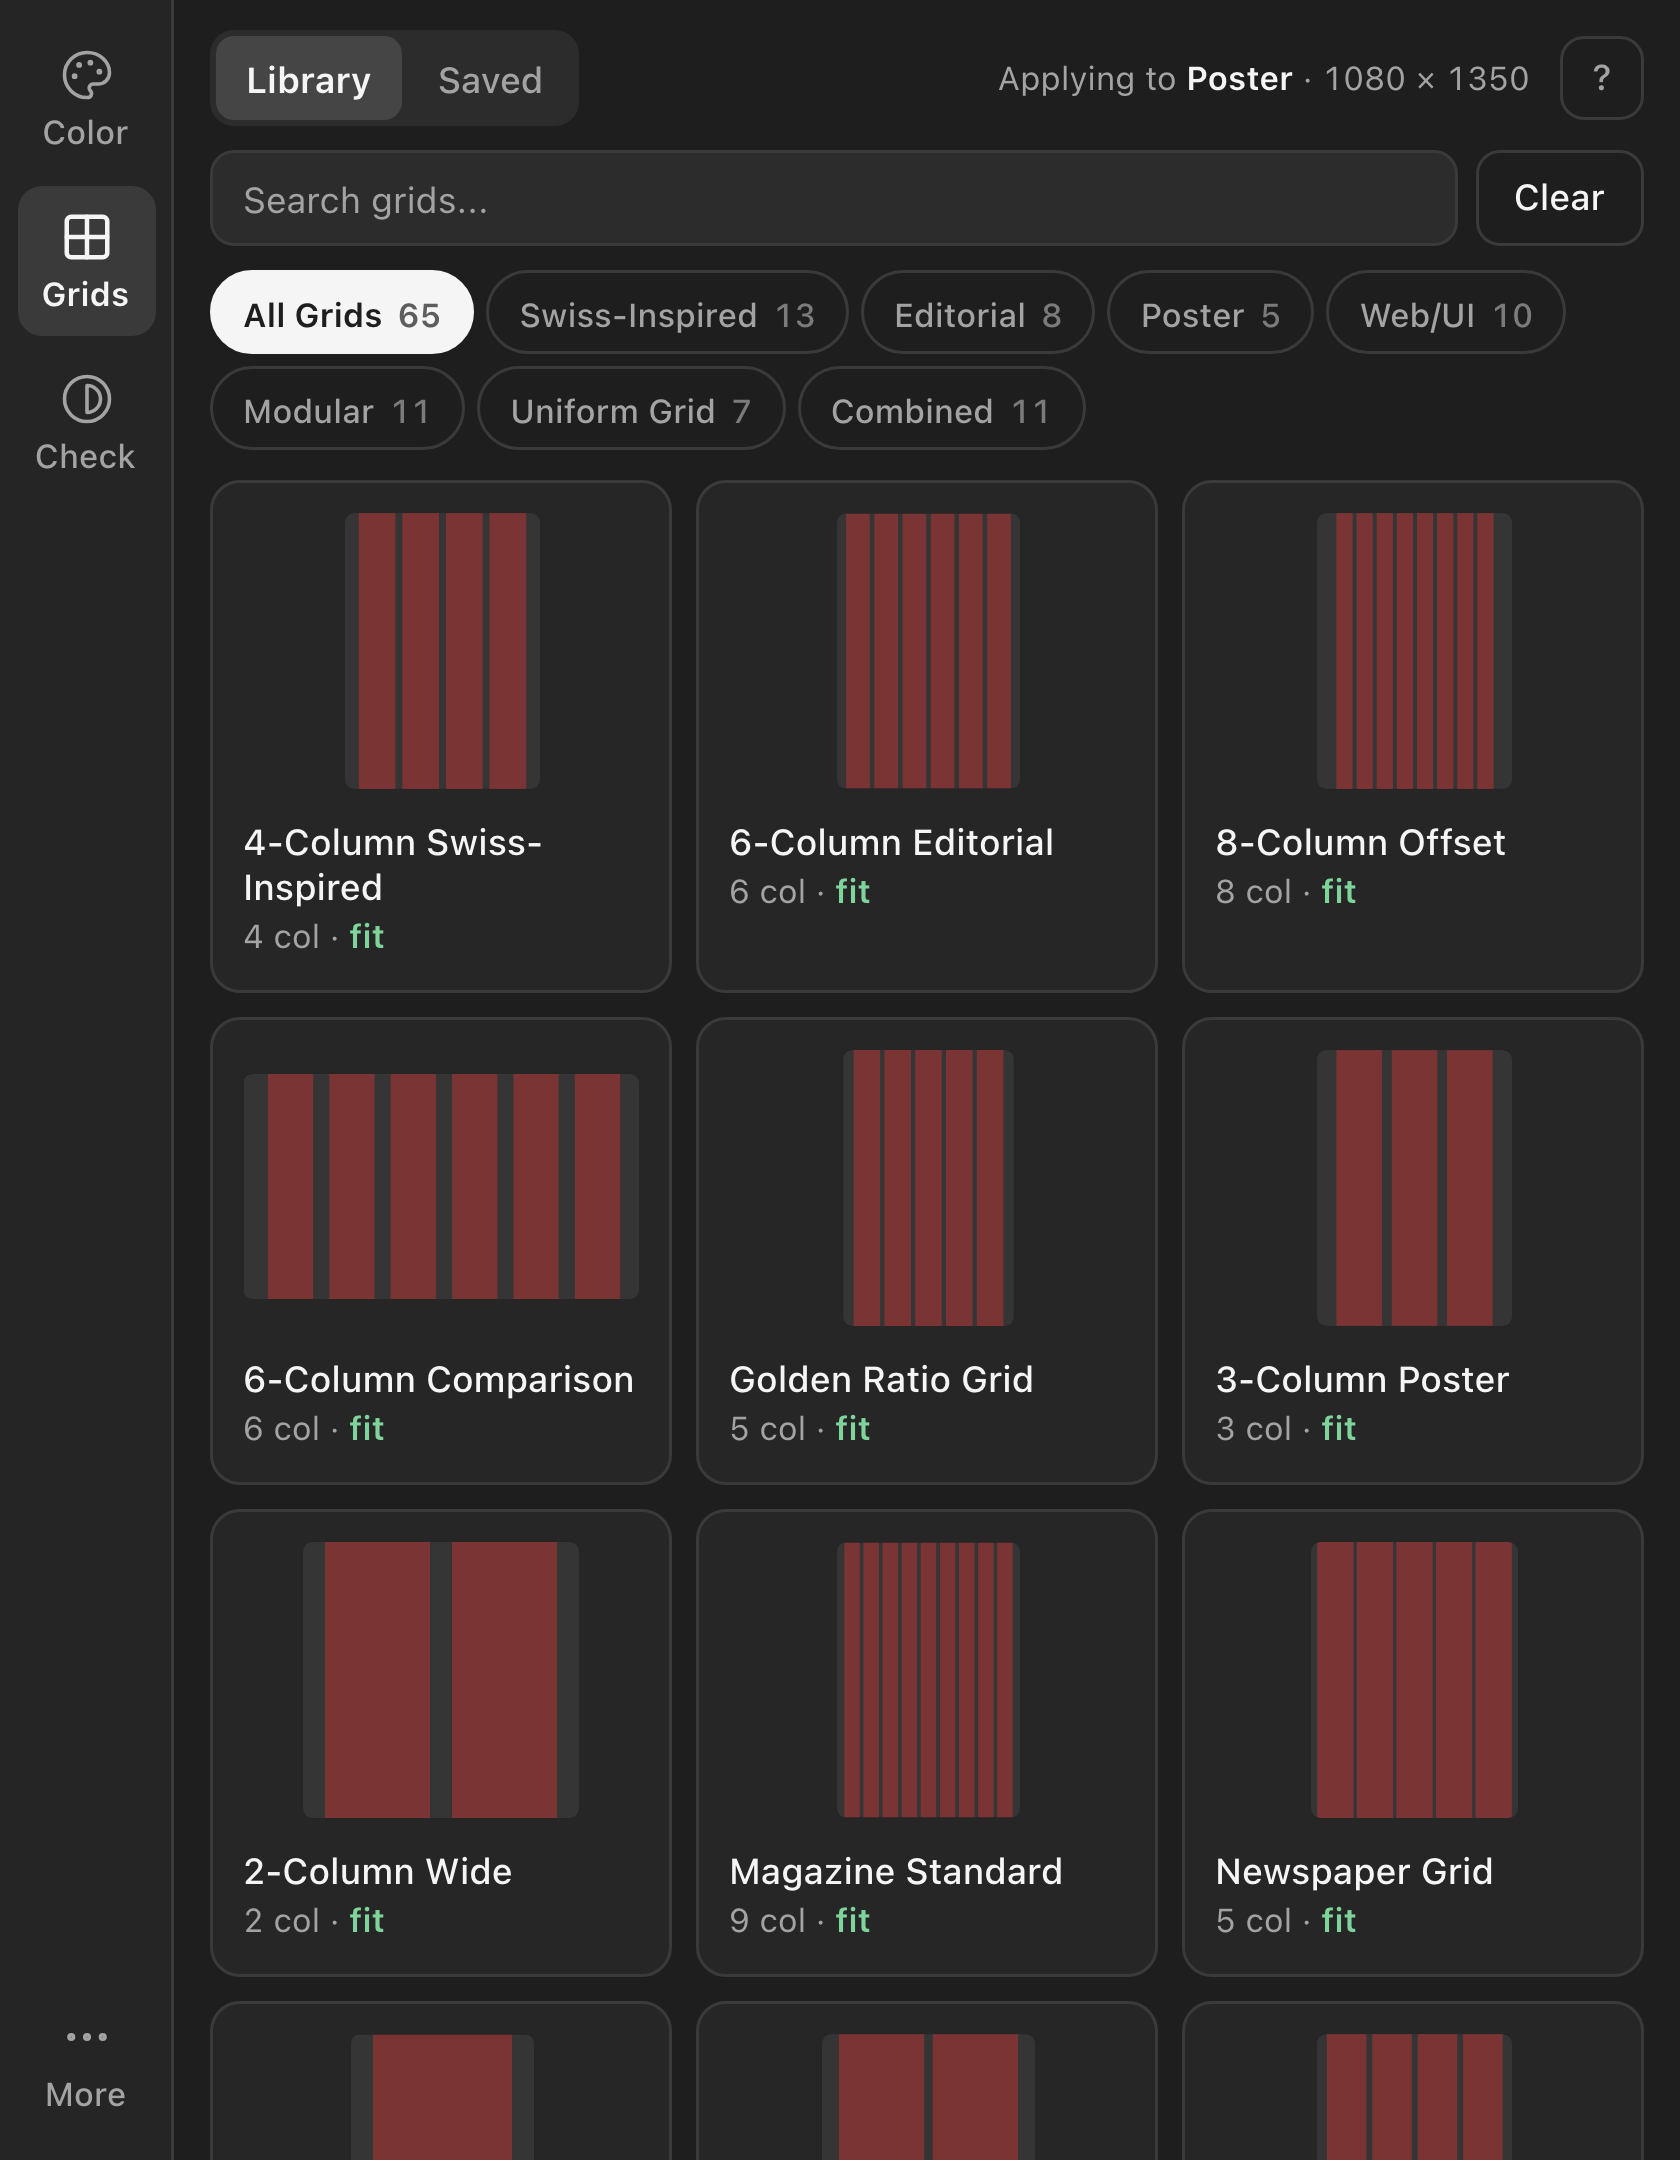 Color
Grids
Check
More
Library Saved
Applying to Poster · 1080 × 1350 ?
Search grids...
Clear
All Grids 65 Swiss-Inspired 13 Editorial 8 Poster 5 Web/UI 10
Modular 11 Uniform Grid 7 Combined 11
4-Column Swiss-
Inspired
4 col · fit
6-Column Editorial
6 col · fit
8-Column Offset
8 col · fit
6-Column Comparison
6 col · fit
Golden Ratio Grid
5 col · fit
3-Column Poster
3 col · fit
2-Column Wide
2 col · fit
Magazine Standard
9 col · fit
Newspaper Grid
5 col · fit